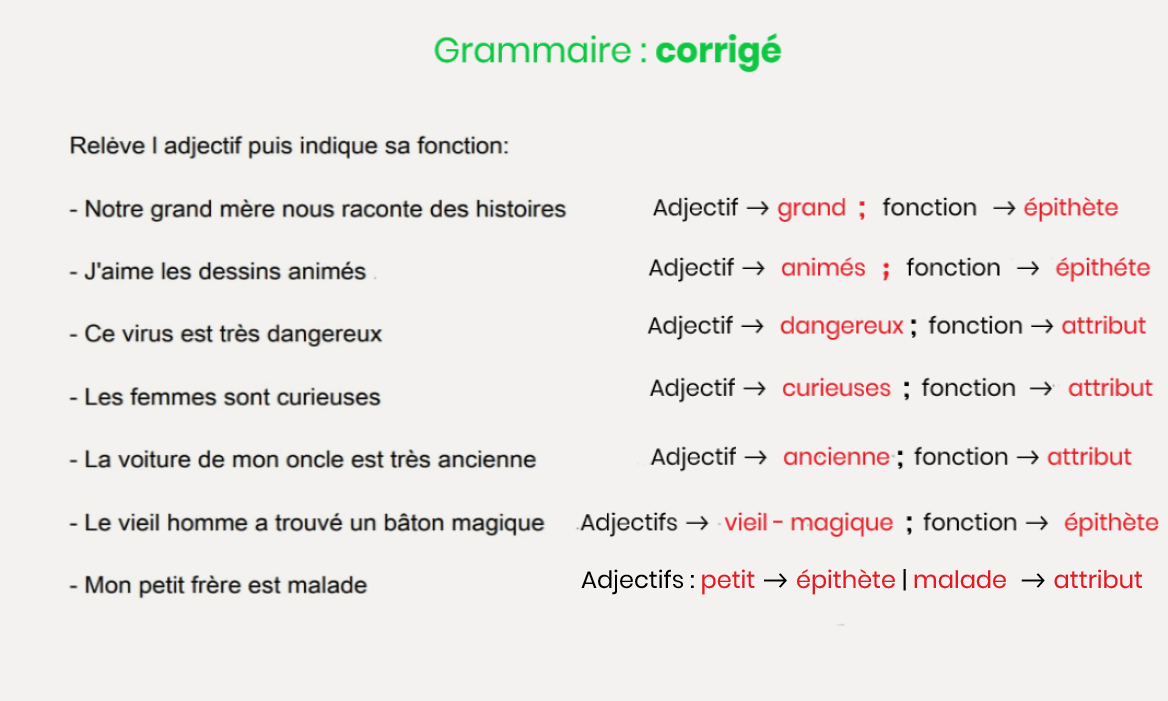 Grammaire : corrigé
Relève l adjectif puis indique sa fonction:
- Notre grand mère nous raconte des histoires Adjectif → grand ; fonction → épithète
- J'aime les dessins animés Adjectif → animés ; fonction → épithéte
- Ce virus est très dangereux Adjectif → dangereux ; fonction → attribut
- Les femmes sont curieuses Adjectif → curieuses ; fonction → attribut
- La voiture de mon oncle est très ancienne Adjectif → ancienne ; fonction → attribut
- Le vieil homme a trouvé un bâton magique Adjectifs → vieil - magique ; fonction → épithète
- Mon petit frère est malade Adjectifs : petit → épithète | malade → attribut